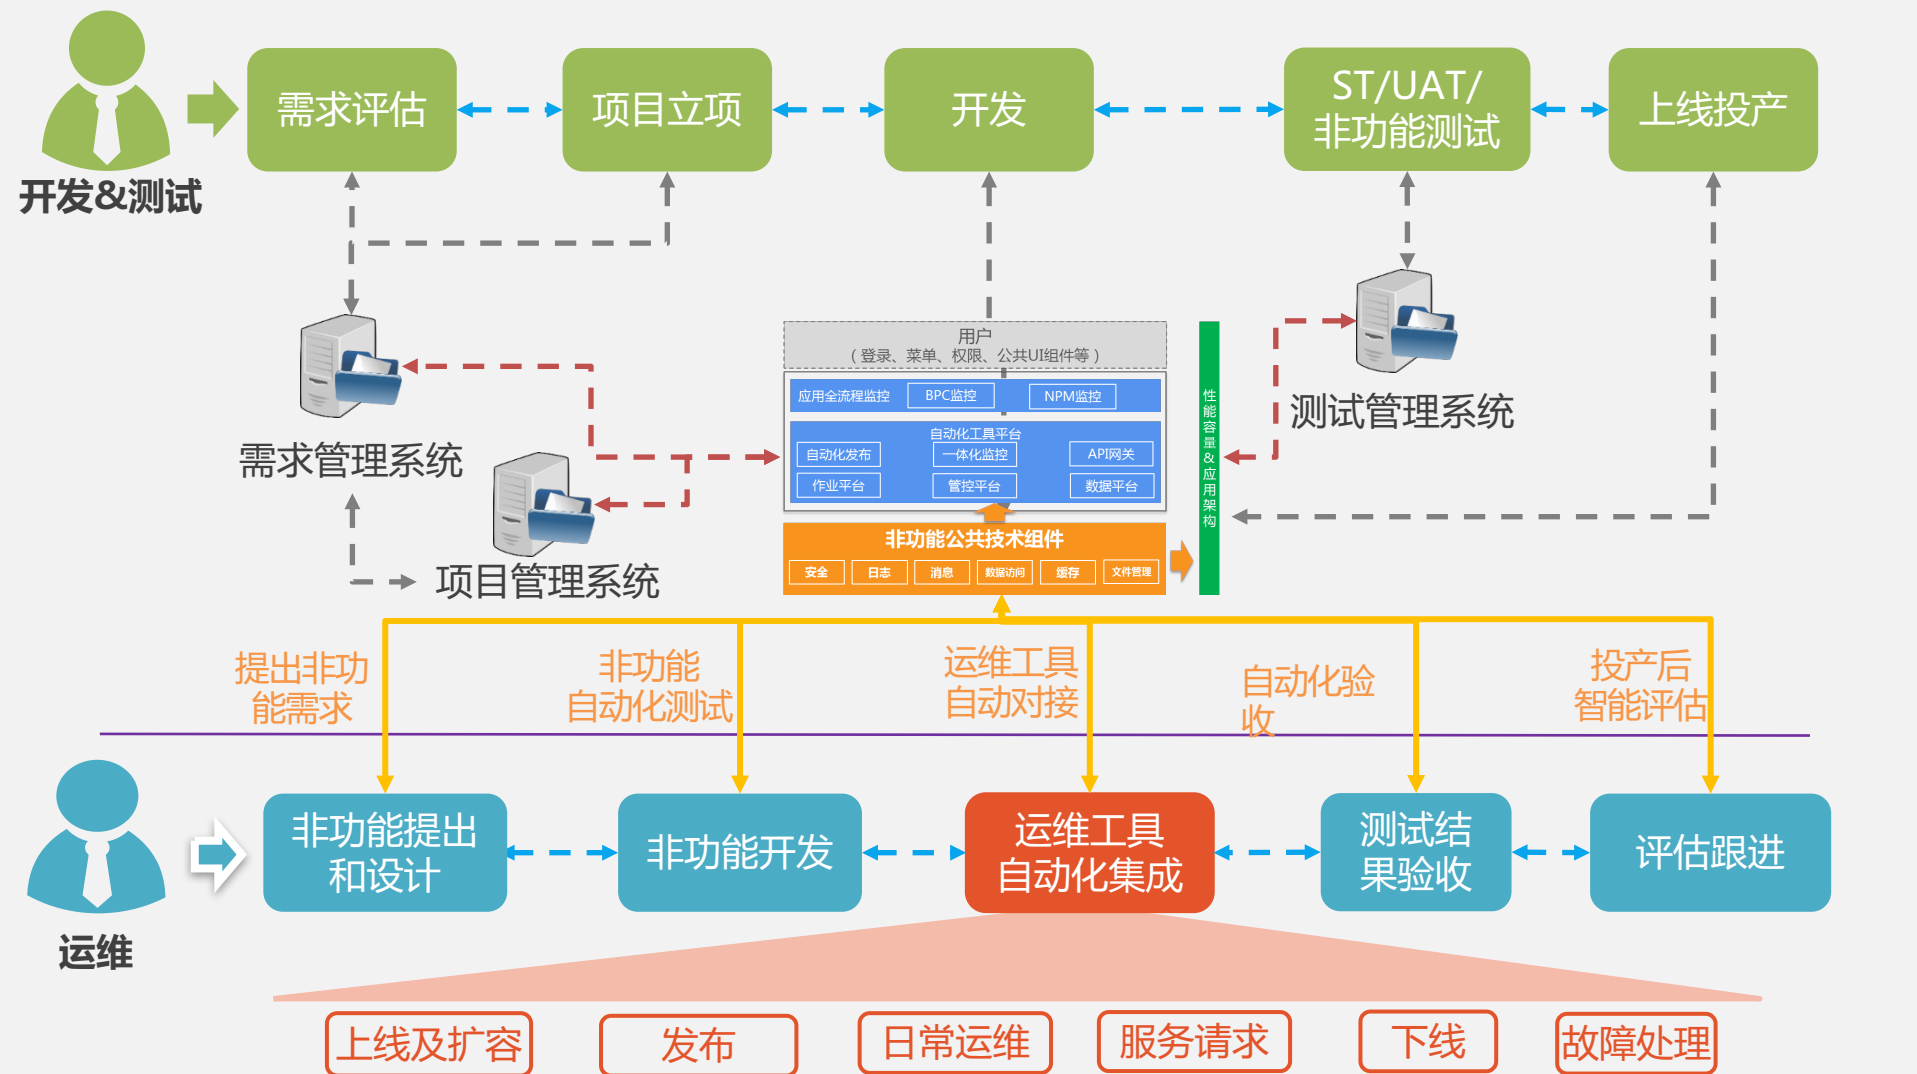 需求评估
项目立项
开发
ST/UAT/
非功能测试
上线投产
开发&测试
用户
（登录、菜单、权限、公共UI组件等）
应用全流程监控
BPC监控
NPM监控
自动化工具平台
自动化发布
一体化监控
API网关
作业平台
管控平台
数据平台
非功能公共技术组件
安全
日志
消息
数据访问
缓存
文件管理
性能容量&应用架构
需求管理系统
项目管理系统
测试管理系统
提出非功
能需求
非功能
自动化测试
运维工具
自动对接
自动化验
收
投产后
智能评估
运维
非功能提出
和设计
非功能开发
运维工具
自动化集成
测试结
果验收
评估跟进
上线及扩容
发布
日常运维
服务请求
下线
故障处理